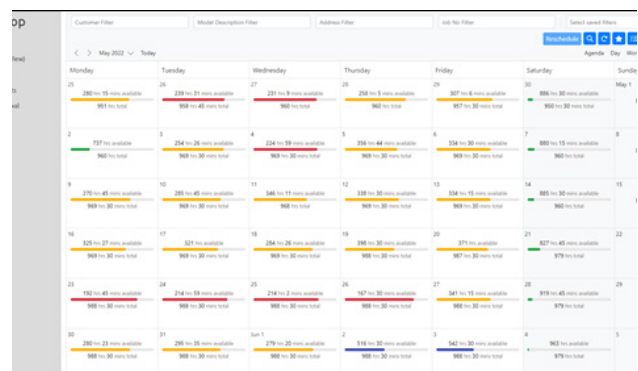 op
Customer Filter
Model Description Filter
Address Filter
Job No Filter
Select saved filters
Reschedule
May 2022
Today
Agenda Day
Monday Tuesday Wednesday Thursday Friday Saturday Sunday
25 26 27 28 29 30 May 1
280 hrs 15 mins available 239 hrs 21 mins available 231 hrs 9 mins available 258 hrs 5 mins available 307 hrs 6 mins available 886 hrs 30 mins available
951 hrs total 958 hrs 45 mins total 960 hrs total 960 hrs total 957 hrs 30 mins total 950 hrs 30 mins total
2 3 4 5 6 7 8
737 hrs available 254 hrs 26 mins available 224 hrs 59 mins available 356 hrs 44 mins available 334 hrs 30 mins available 880 hrs 15 mins available
960 hrs total 969 hrs 30 mins total 969 hrs 30 mins total 969 hrs 30 mins total 969 hrs 30 mins total 960 hrs total
9 10 11 12 13 14 15
270 hrs 45 mins available 285 hrs 45 mins available 346 hrs 11 mins available 338 hrs 30 mins available 334 hrs 15 mins available 885 hrs 30 mins available
969 hrs 30 mins total 969 hrs 30 mins total 968 hrs total 969 hrs 30 mins total 969 hrs 30 mins total 960 hrs total
16 17 18 19 20 21 22
325 hrs 27 mins available 321 hrs available 264 hrs 26 mins available 398 hrs 30 mins available 371 hrs available 827 hrs 45 mins available
969 hrs 30 mins total 969 hrs 30 mins total 969 hrs 30 mins total 988 hrs 30 mins total 987 hrs 30 mins total 979 hrs total
23 24 25 26 27 28 29
192 hrs 45 mins available 214 hrs 59 mins available 214 hrs 2 mins available 167 hrs 30 mins available 341 hrs 15 mins available 919 hrs 45 mins available
988 hrs 30 mins total 988 hrs 30 mins total 988 hrs 30 mins total 988 hrs 30 mins total 988 hrs 30 mins total 979 hrs total
30 31 Jun 1 2 3 4 5
280 hrs 23 mins available 295 hrs 35 mins available 279 hrs 20 mins available 516 hrs 30 mins available 542 hrs 30 mins available 963 hrs available
988 hrs 30 mins total 988 hrs 30 mins total 988 hrs 30 mins total 968 hrs 30 mins total 988 hrs 30 mins total 979 hrs total